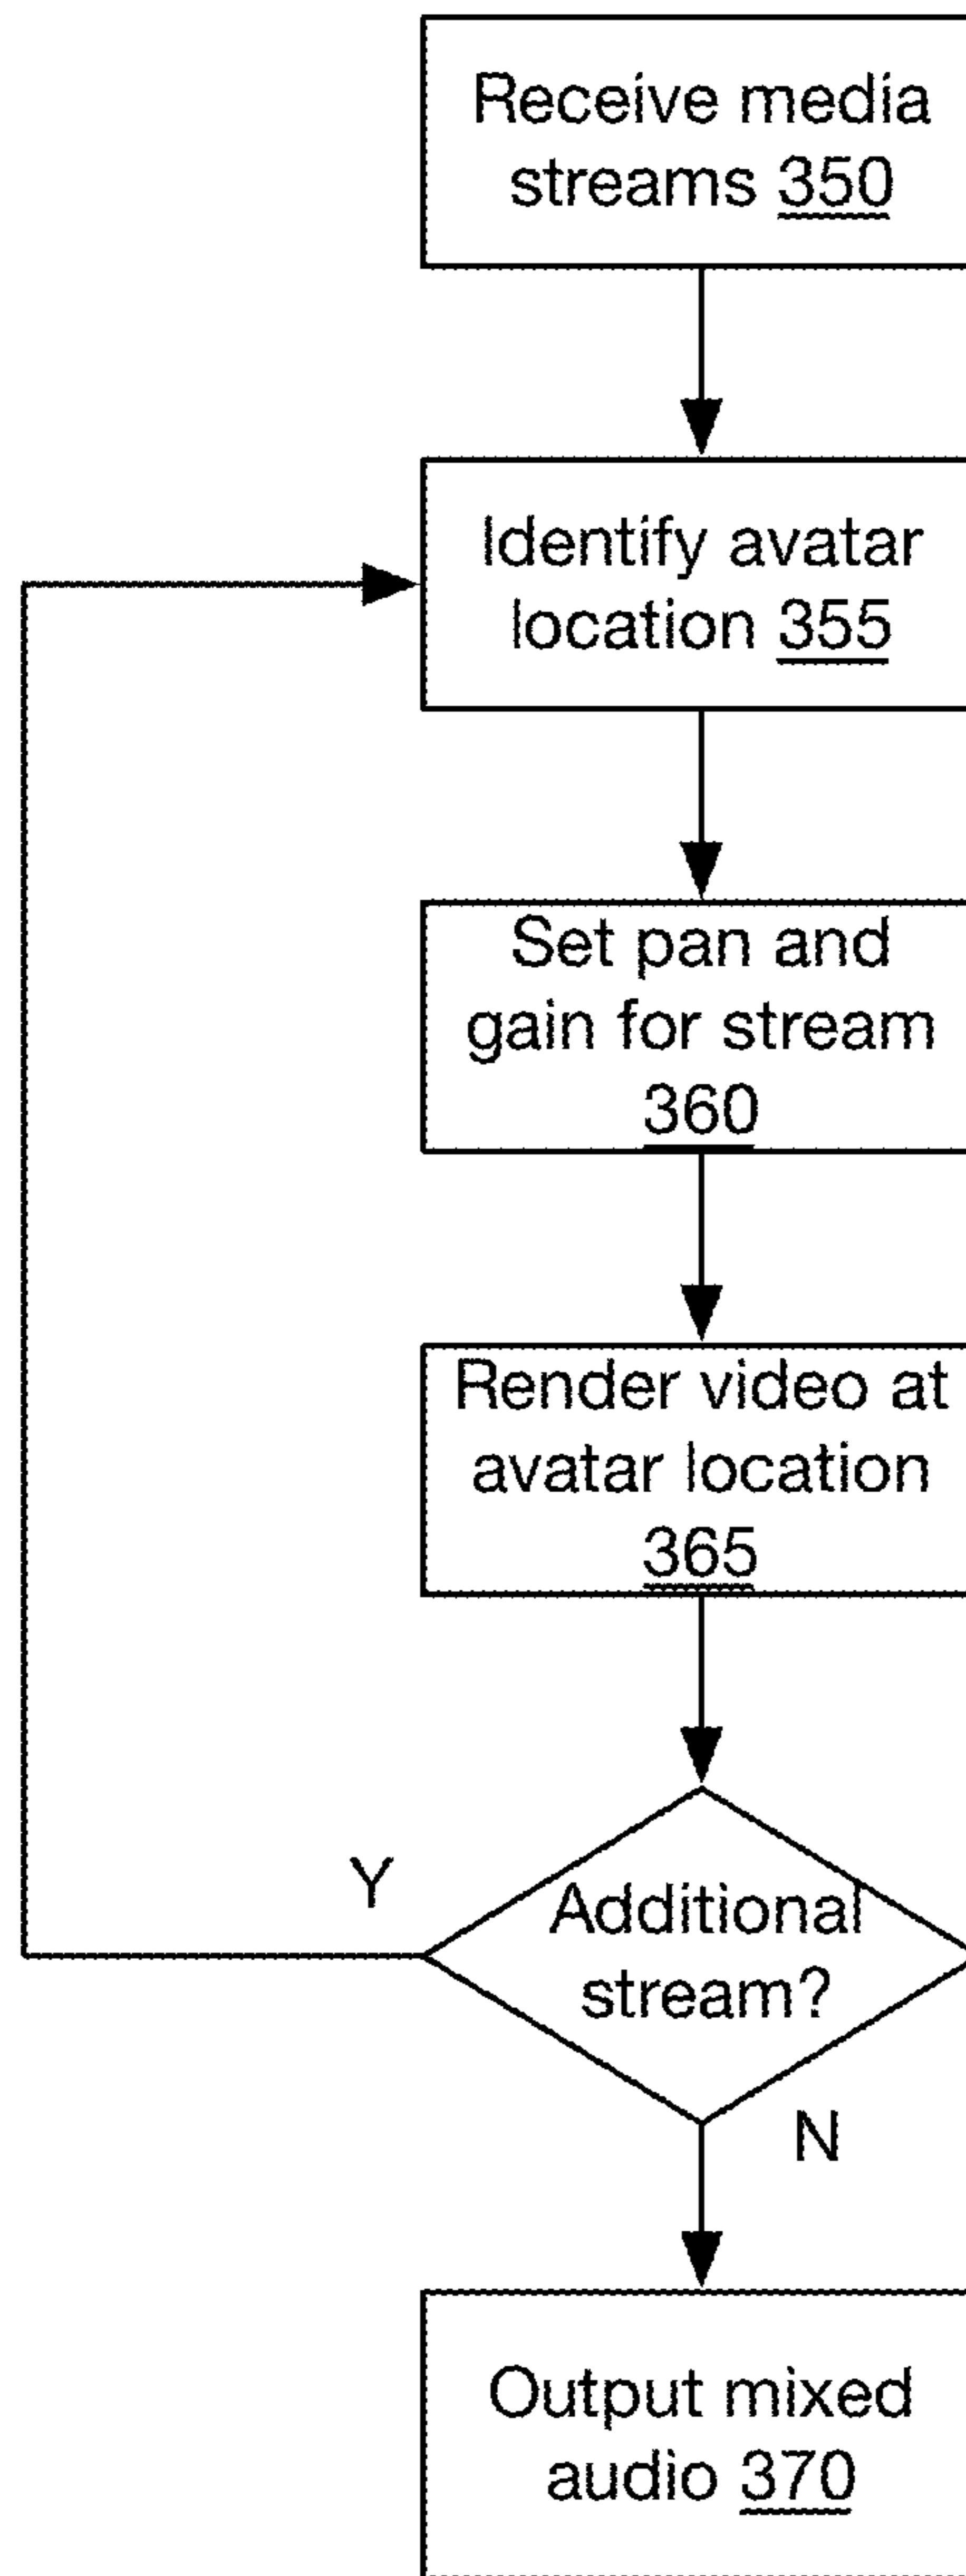 Receive media
streams 350
Identify avatar
location 355
Set pan and
gain for stream
360
Render video at
avatar location
365
Y
Additional
stream?
N
Output mixed
audio 370